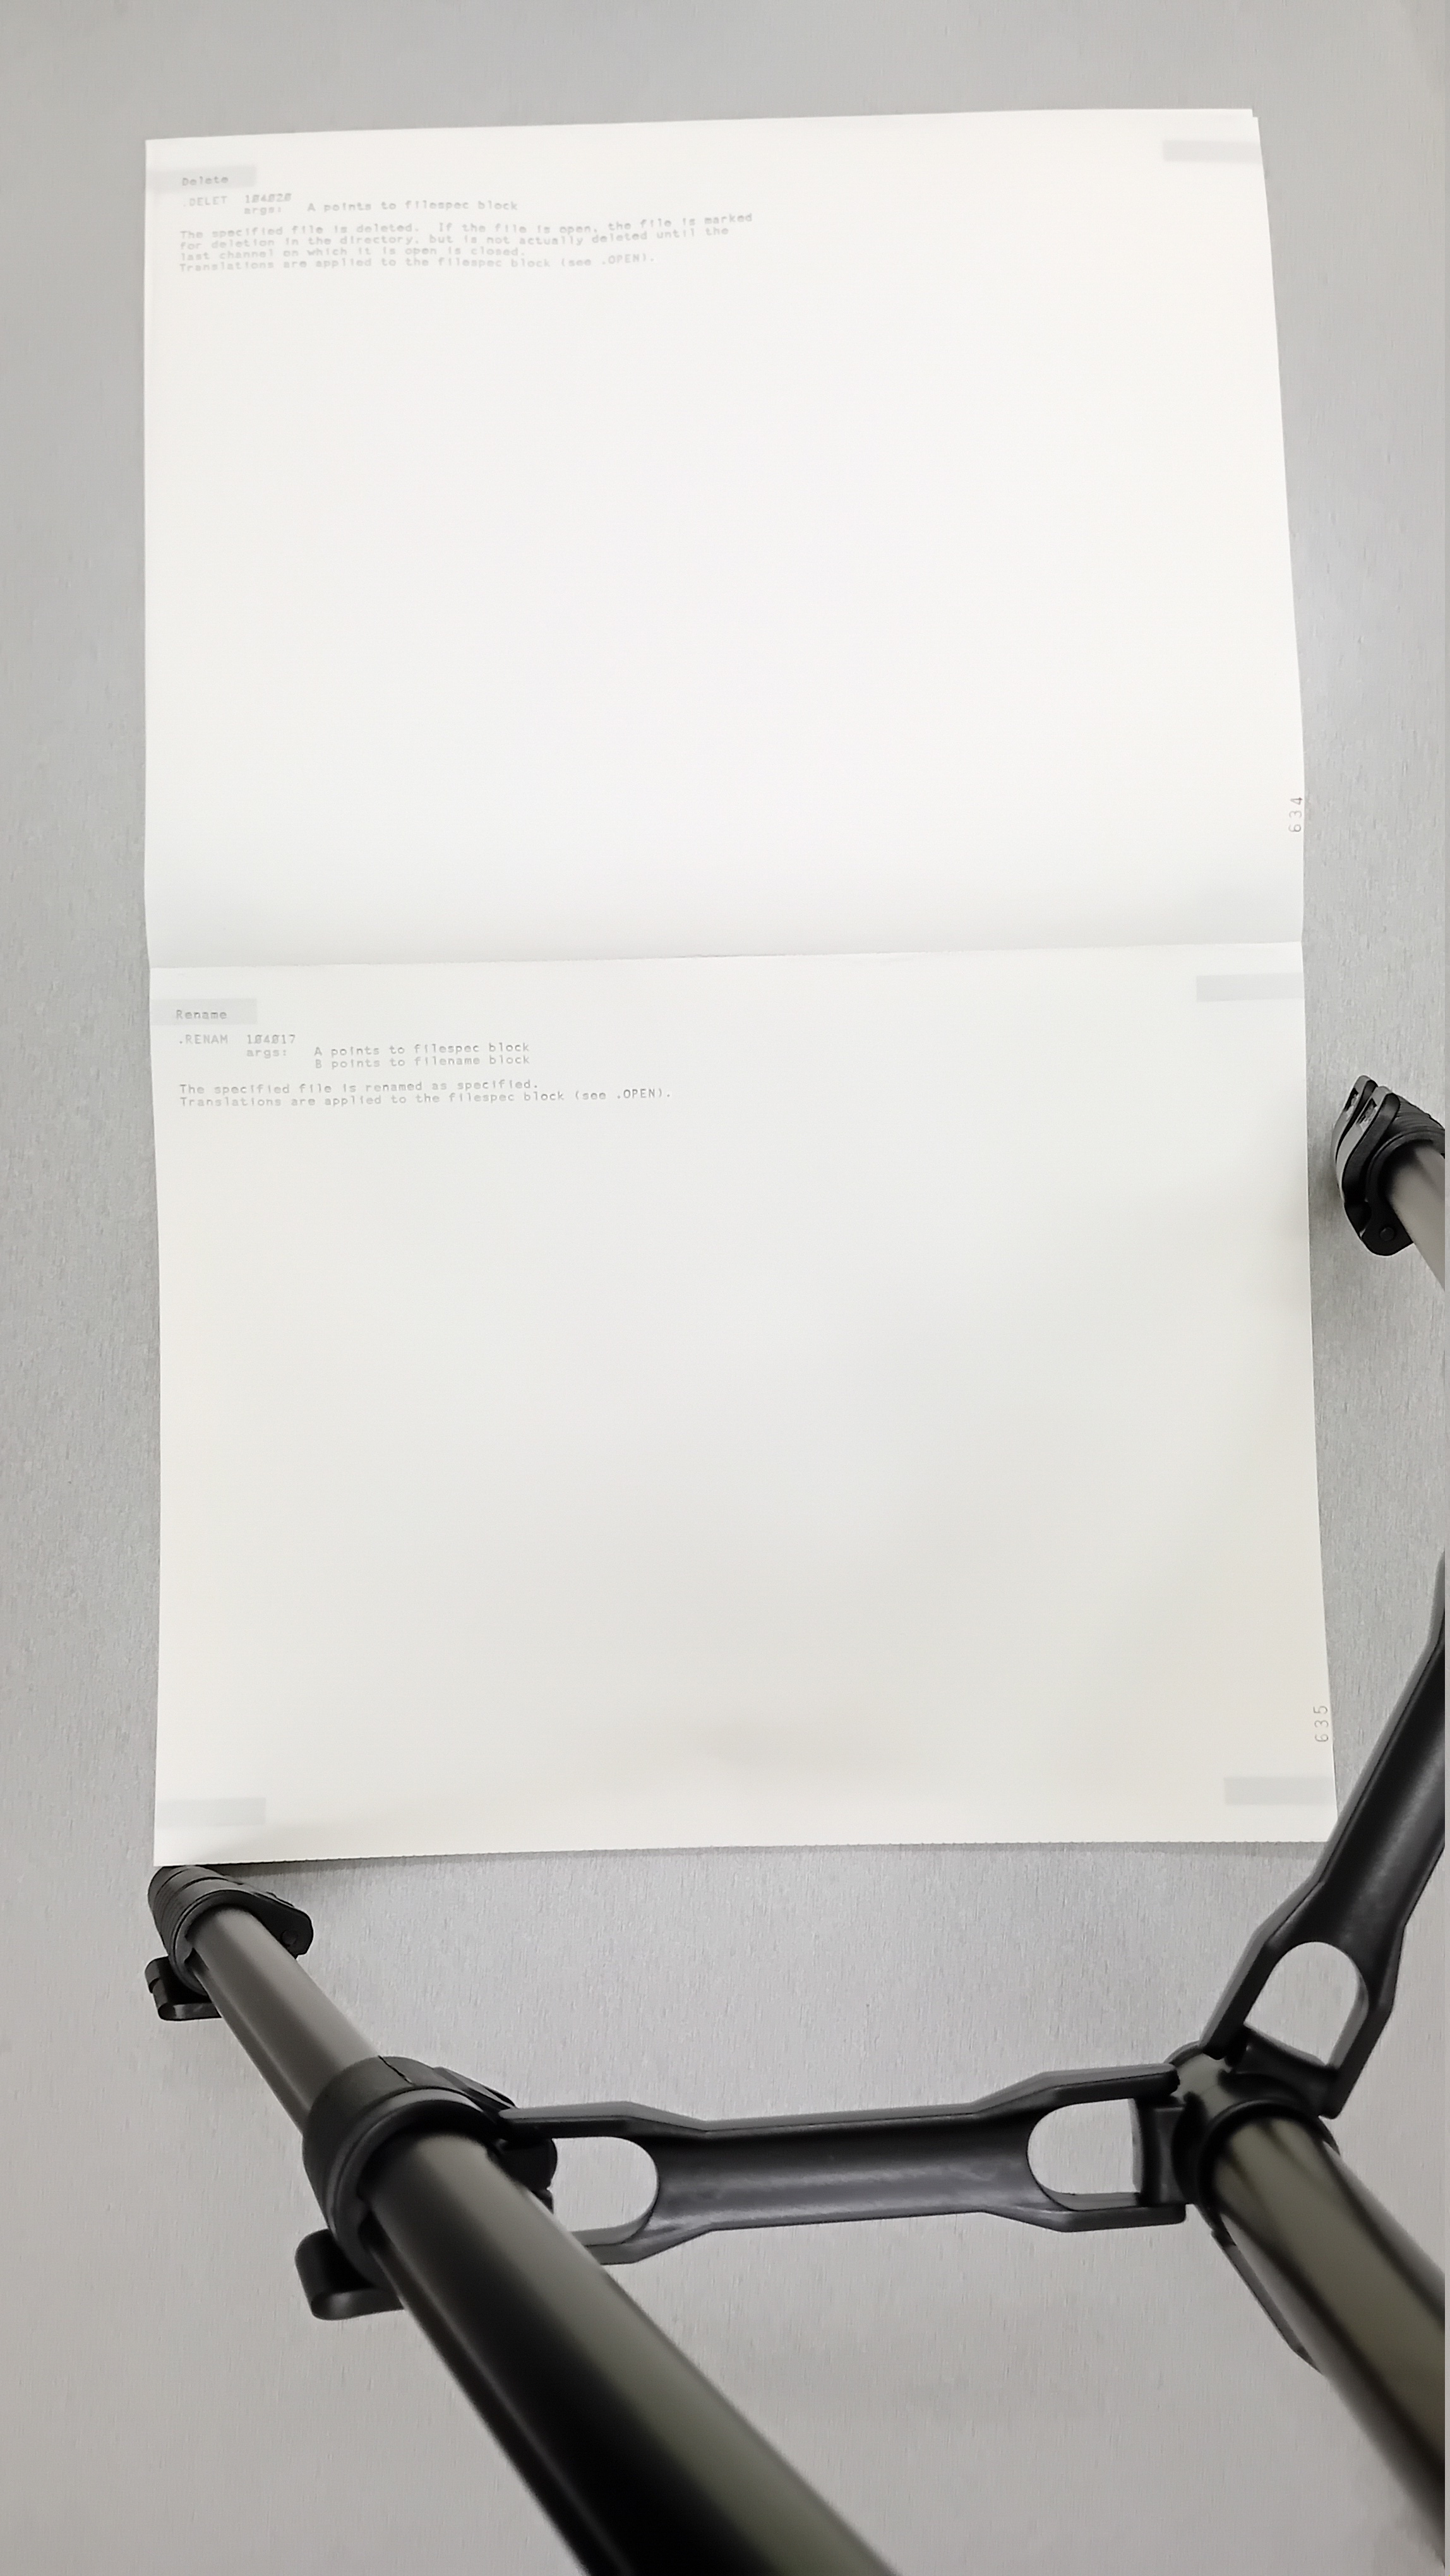 Delete
.DELET 104020
args: A points to filespec block
The specified file is deleted. If the file is open, the file is marked
for deletion in the directory, but is not actually deleted until the
last channel on which it is open is closed.
Translations are applied to the filespec block (see .OPEN).
634
Rename
.RENAM 104017
args: A points to filespec block
B points to filename block
The specified file is renamed as specified.
Translations are applied to the filespec block (see .OPEN).
635